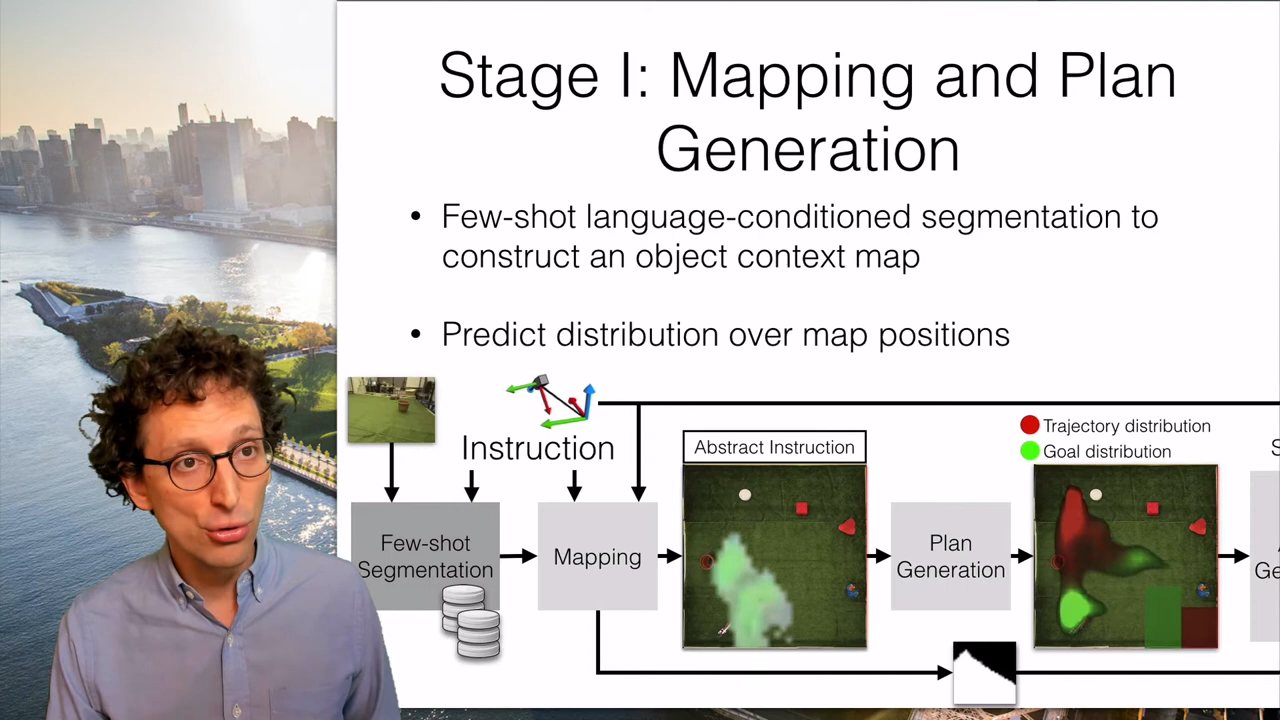 Stage I: Mapping and Plan
Generation
• Few-shot language-conditioned segmentation to
construct an object context map
• Predict distribution over map positions
Instruction
Abstract Instruction
Trajectory distribution
Goal distribution
Few-shot
Segmentation
Mapping
Plan
Generation